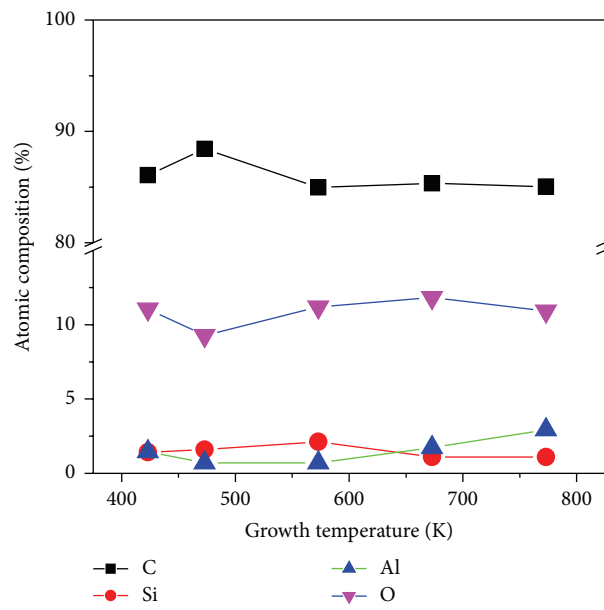 100
90
80
10
5
0
Atomic composition (%)
400 500 600 700 800
Growth temperature (K)
C
Si
Al
O